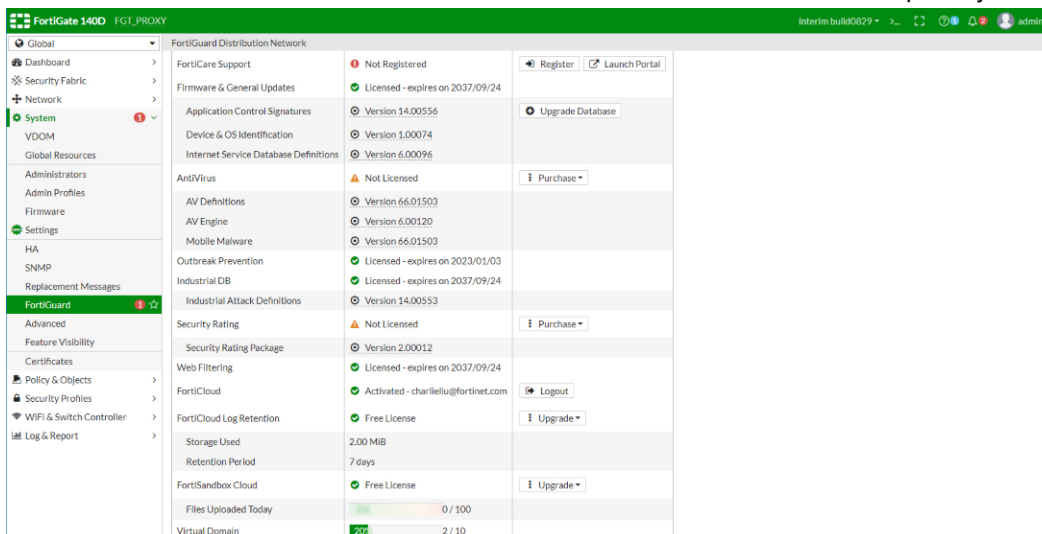 FortiGate 140D FGT_PROXY
Interim build0829 >_ 1 2 admin
Global
FortiGuard Distribution Network
Dashboard
Security Fabric
Network
System 1
VDOM
Global Resources
Administrators
Admin Profiles
Firmware
Settings
HA
SNMP
Replacement Messages
FortiGuard 1
Advanced
Feature Visibility
Certificates
Policy & Objects
Security Profiles
WiFi & Switch Controller
Log & Report
FortiCare Support Not Registered Register Launch Portal
Firmware & General Updates Licensed - expires on 2037/09/24
Application Control Signatures Version 14.00556 Upgrade Database
Device & OS Identification Version 1.00074
Internet Service Database Definitions Version 6.00096
AntiVirus Not Licensed Purchase
AV Definitions Version 66.01503
AV Engine Version 6.00120
Mobile Malware Version 66.01503
Outbreak Prevention Licensed - expires on 2023/01/03
Industrial DB Licensed - expires on 2037/09/24
Industrial Attack Definitions Version 14.00553
Security Rating Not Licensed Purchase
Security Rating Package Version 2.00012
Web Filtering Licensed - expires on 2037/09/24
FortiCloud Activated - charlieliu@fortinet.com Logout
FortiCloud Log Retention Free License Upgrade
Storage Used 2.00 MiB
Retention Period 7 days
FortiSandbox Cloud Free License Upgrade
Files Uploaded Today 0% 0 / 100
Virtual Domain 20% 2 / 10